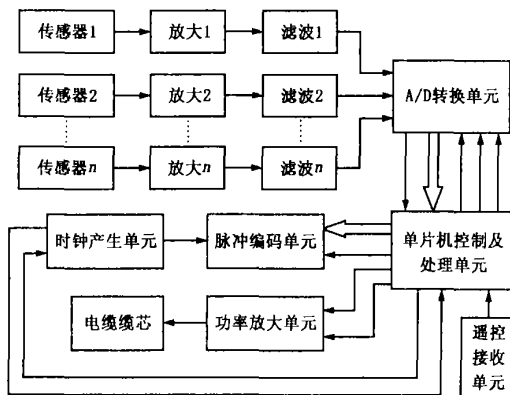 传感器1
放大1
滤波1
传感器2
放大2
滤波2
A/D转换单元
传感器n
放大n
滤波n
时钟产生单元
脉冲编码单元
单片机控制及
处理单元
电缆缆芯
功率放大单元
遥控
接收
单元